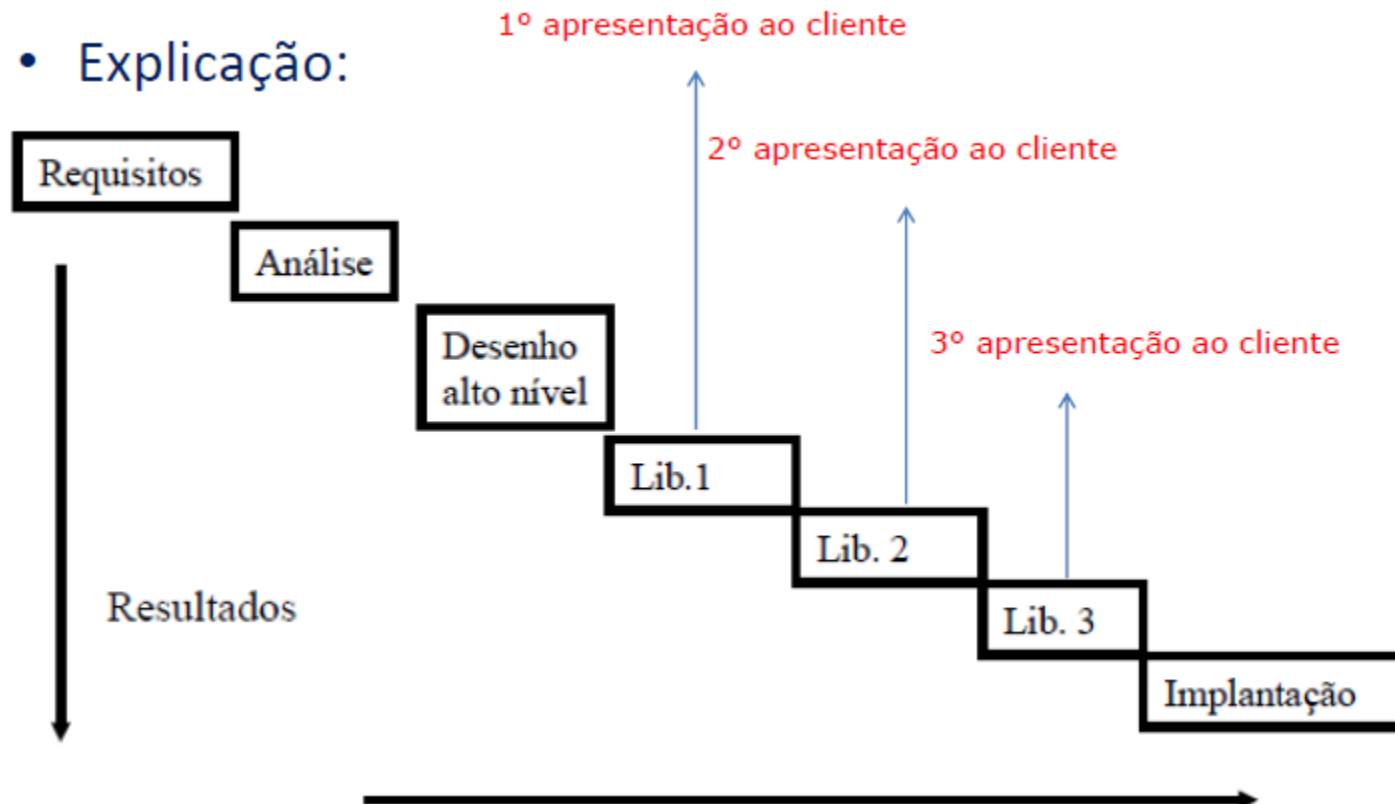 1º apresentação ao cliente
• Explicação:
2º apresentação ao cliente
Requisitos
Análise
3º apresentação ao cliente
Desenho
alto nível
Lib.1
Lib. 2
Resultados
Lib. 3
Implantação